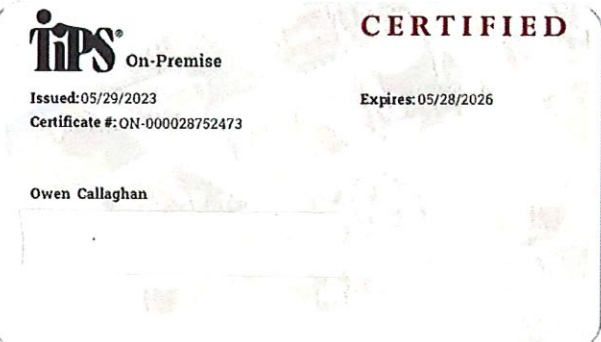 TiPS® On-Premise
CERTIFIED
Issued:05/29/2023
Expires:05/28/2026
Certificate #:ON-000028752473
Owen Callaghan